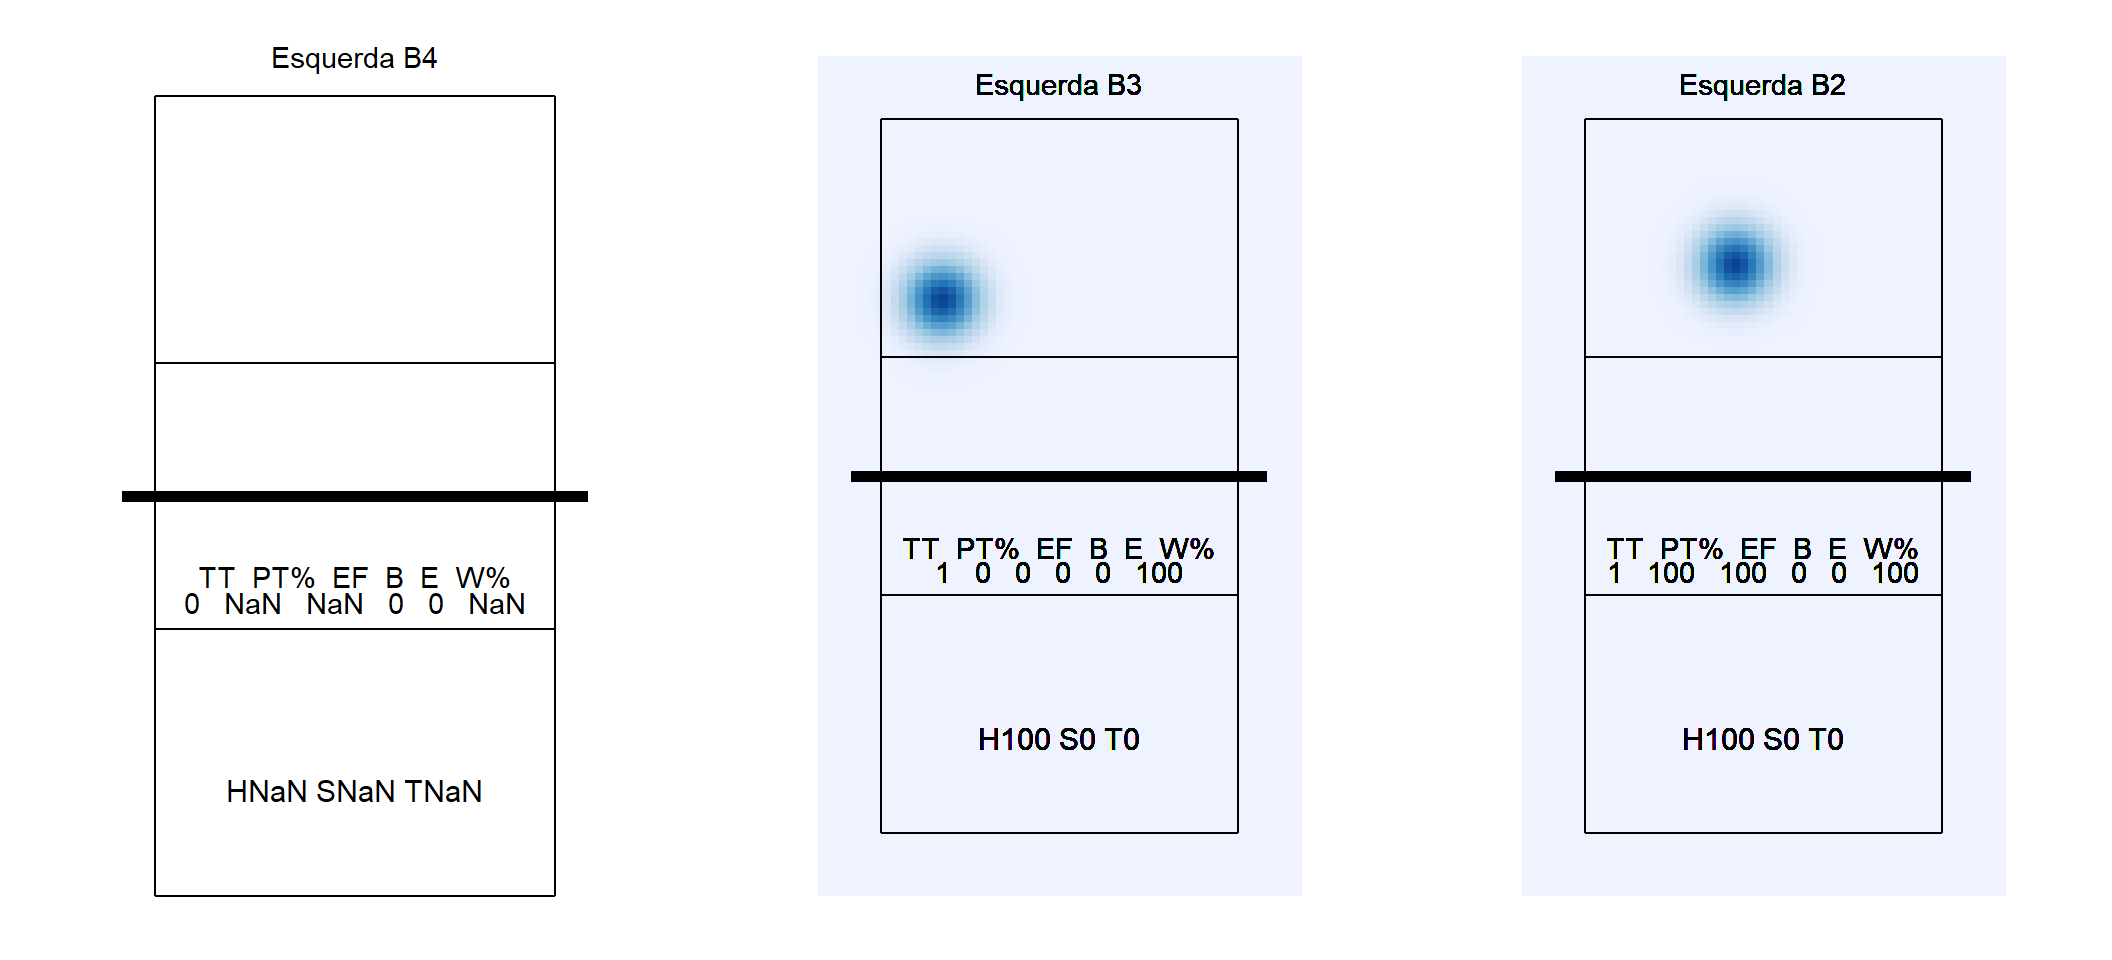 Esquerda B4
TT PT% EF B E W%
0 NaN NaN 0 0 NaN
HNaN SNaN TNaN
Esquerda B3
TT PT% EF B E W%
1 0 0 0 0 100
H100 S0 T0
Esquerda B2
TT PT% EF B E W%
1 100 100 0 0 100
H100 S0 T0